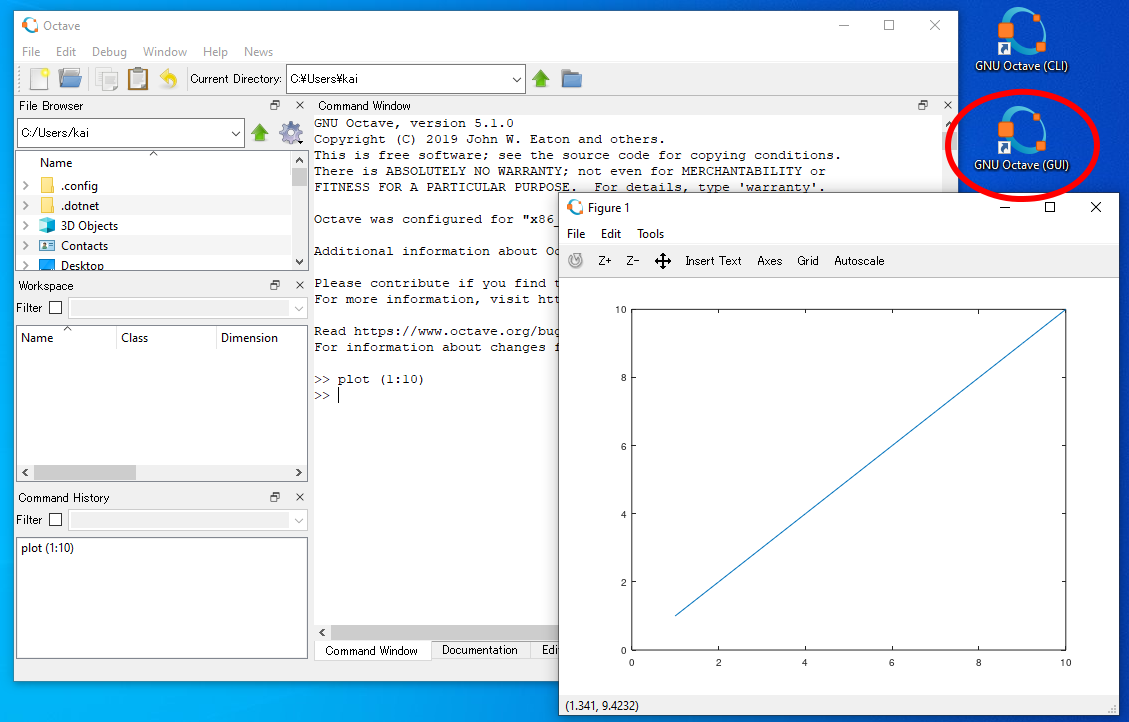 Octave
File Edit Debug Window Help News
Current Directory: C:¥Users¥kai
File Browser
C:/Users/kai
Name
.config
.dotnet
3D Objects
Contacts
Desktop
Workspace
Filter
Name Class Dimension
Command History
Filter
plot (1:10)
Command Window
GNU Octave, version 5.1.0
Copyright (C) 2019 John W. Eaton and others.
This is free software; see the source code for copying conditions.
There is ABSOLUTELY NO WARRANTY; not even for MERCHANTABILITY or
FITNESS FOR A PARTICULAR PURPOSE.  For details, type 'warranty'.
Octave was configured for "x86_
Additional information about Oc
Please contribute if you find t
For more information, visit htt
Read https://www.octave.org/bug
For information about changes f
>> plot (1:10)
>>
Command Window Documentation Edi
GNU Octave (CLI)
GNU Octave (GUI)
Figure 1
File Edit Tools
Z+ Z- Insert Text Axes Grid Autoscale
10
8
6
4
2
0
0 2 4 6 8 10
(1.341, 9.4232)